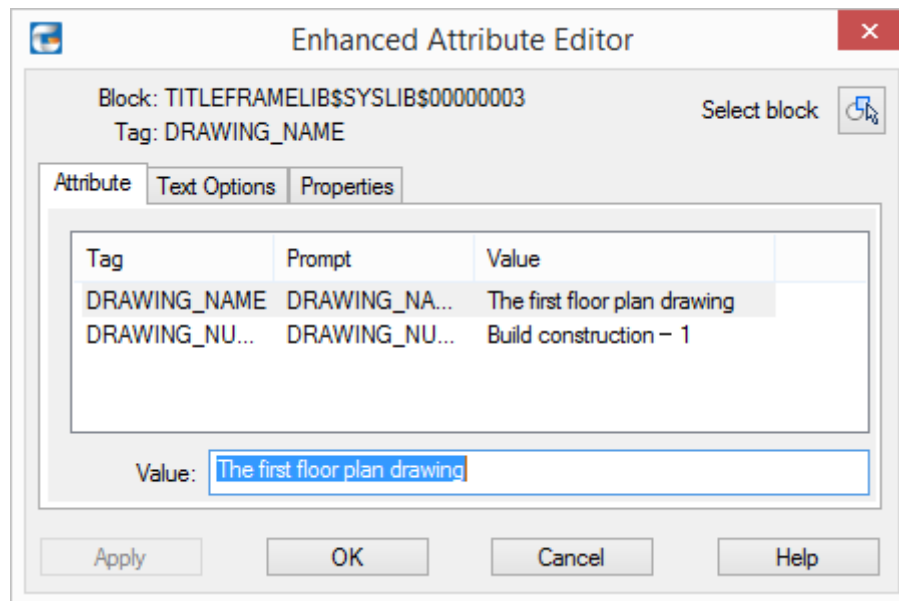 Enhanced Attribute Editor
Block: TITLEFRAMELIB$SYSLIB$00000003
Tag: DRAWING_NAME
Select block
Attribute Text Options Properties
Tag Prompt Value
DRAWING_NAME DRAWING_NA... The first floor plan drawing
DRAWING_NU... DRAWING_NU... Build construction – 1
Value: The first floor plan drawing
Apply OK Cancel Help